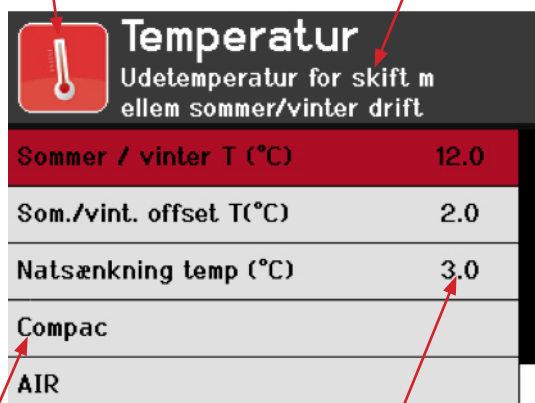 Temperatur
Udetemperatur for skift m
ellem sommer/vinter drift
Sommer / vinter T (°C) 12.0
Som./vint. offset T(°C) 2.0
Natsænkning temp (°C) 3.0
Compac
AIR